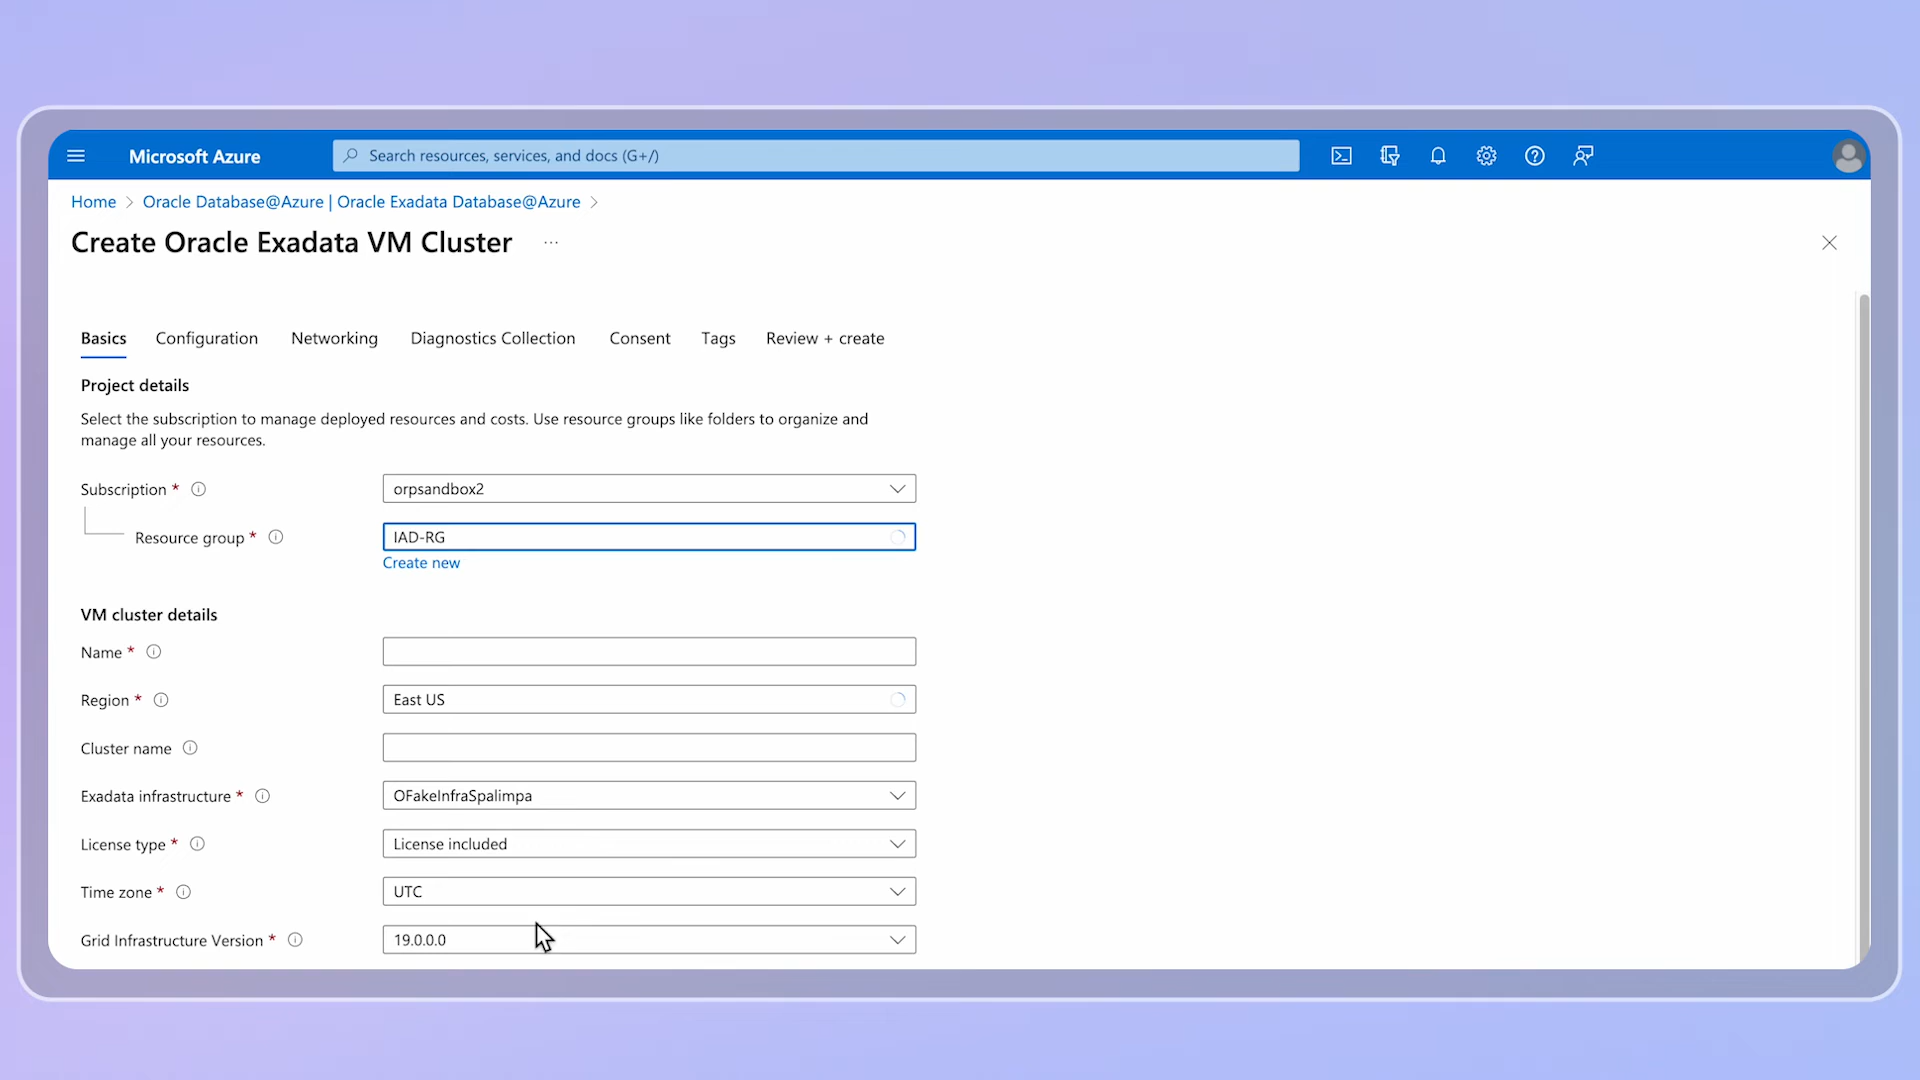 Microsoft Azure
Search resources, services, and docs (G+/)
Home > Oracle Database@Azure | Oracle Exadata Database@Azure >
Create Oracle Exadata VM Cluster ...
Basics Configuration Networking Diagnostics Collection Consent Tags Review + create
Project details
Select the subscription to manage deployed resources and costs. Use resource groups like folders to organize and
manage all your resources.
Subscription * orpsandbox2
Resource group * IAD-RG
Create new
VM cluster details
Name *
Region * East US
Cluster name
Exadata infrastructure * OFakeInfraSpalimpa
License type * License included
Time zone * UTC
Grid Infrastructure Version * 19.0.0.0